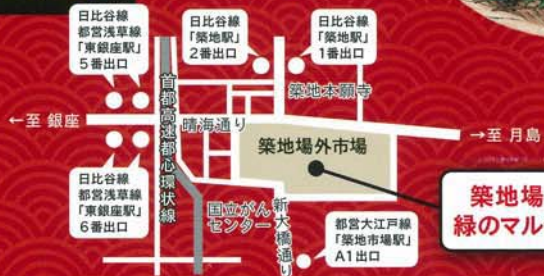 日比谷線
都営浅草線
「東銀座駅」
5番出口
日比谷線
「築地駅」
2番出口
日比谷線
「築地駅」
1番出口
築地本願寺
首都高速都心環状線
←至 銀座
晴海通り
→至 月島
築地場外市場
日比谷線
都営浅草線
「東銀座駅」
6番出口
国立がん
センター
新大橋通り
都営大江戸線
「築地市場駅」
A1出口
築地場
緑のマル